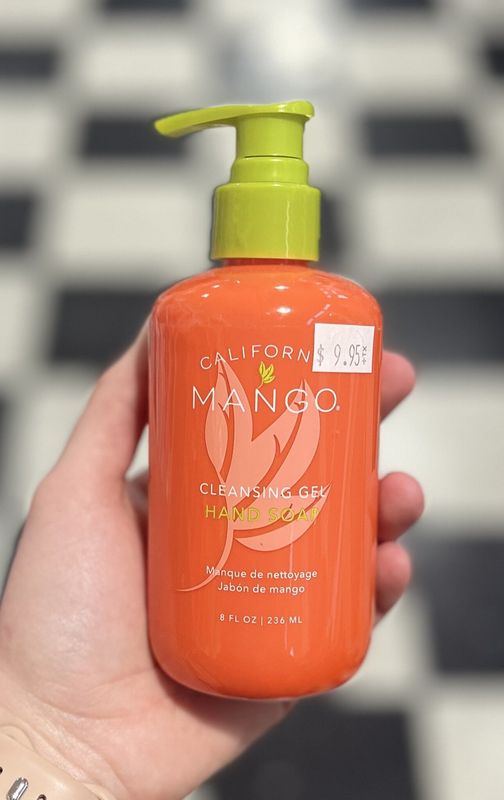 CALIFORN
$ 9.95
MANGO®
CLEANSING GEL
HAND SOAP
Manque de nettoyage
Jabón de mango
8 FL OZ | 236 ML